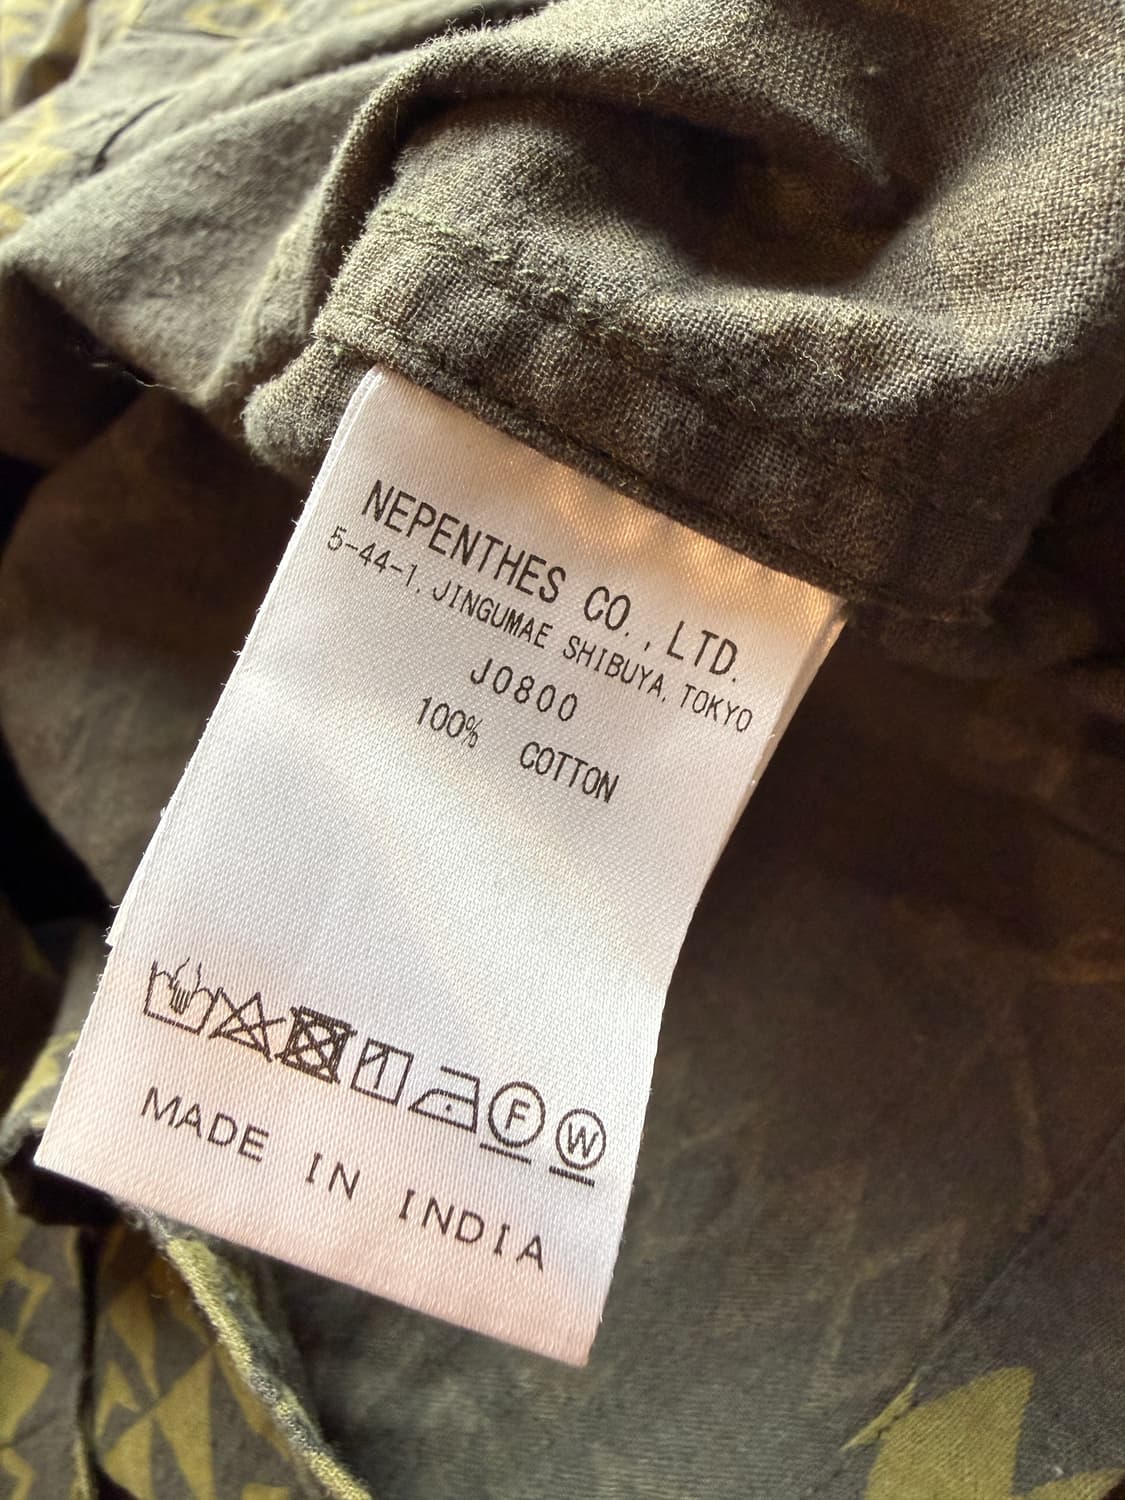 NEPENTHES CO., LTD.
5-44-1, JINGUMAE SHIBUYA, TOKYO
J0800
100% COTTON
F W
MADE IN INDIA